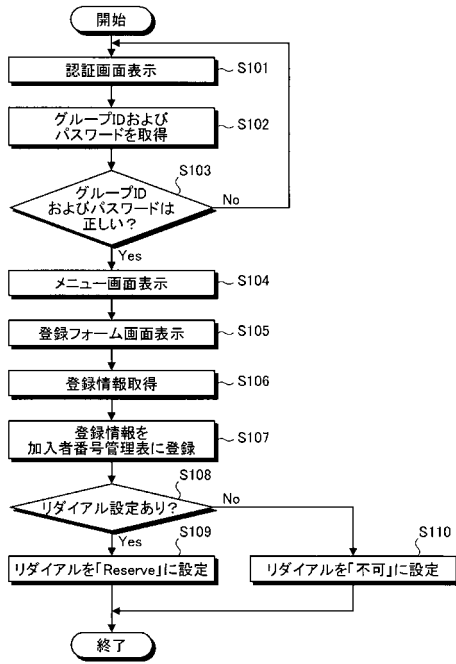 開始
認証画面表示
S101
グループIDおよび
パスワードを取得
S102
S103
グループID
およびパスワードは
正しい？
No
Yes
メニュー画面表示
S104
登録フォーム画面表示
S105
登録情報取得
S106
登録情報を
加入者番号管理表に登録
S107
S108
リダイアル設定あり？
No
Yes
S109
リダイアルを「Reserve」に設定
S110
リダイアルを「不可」に設定
終了